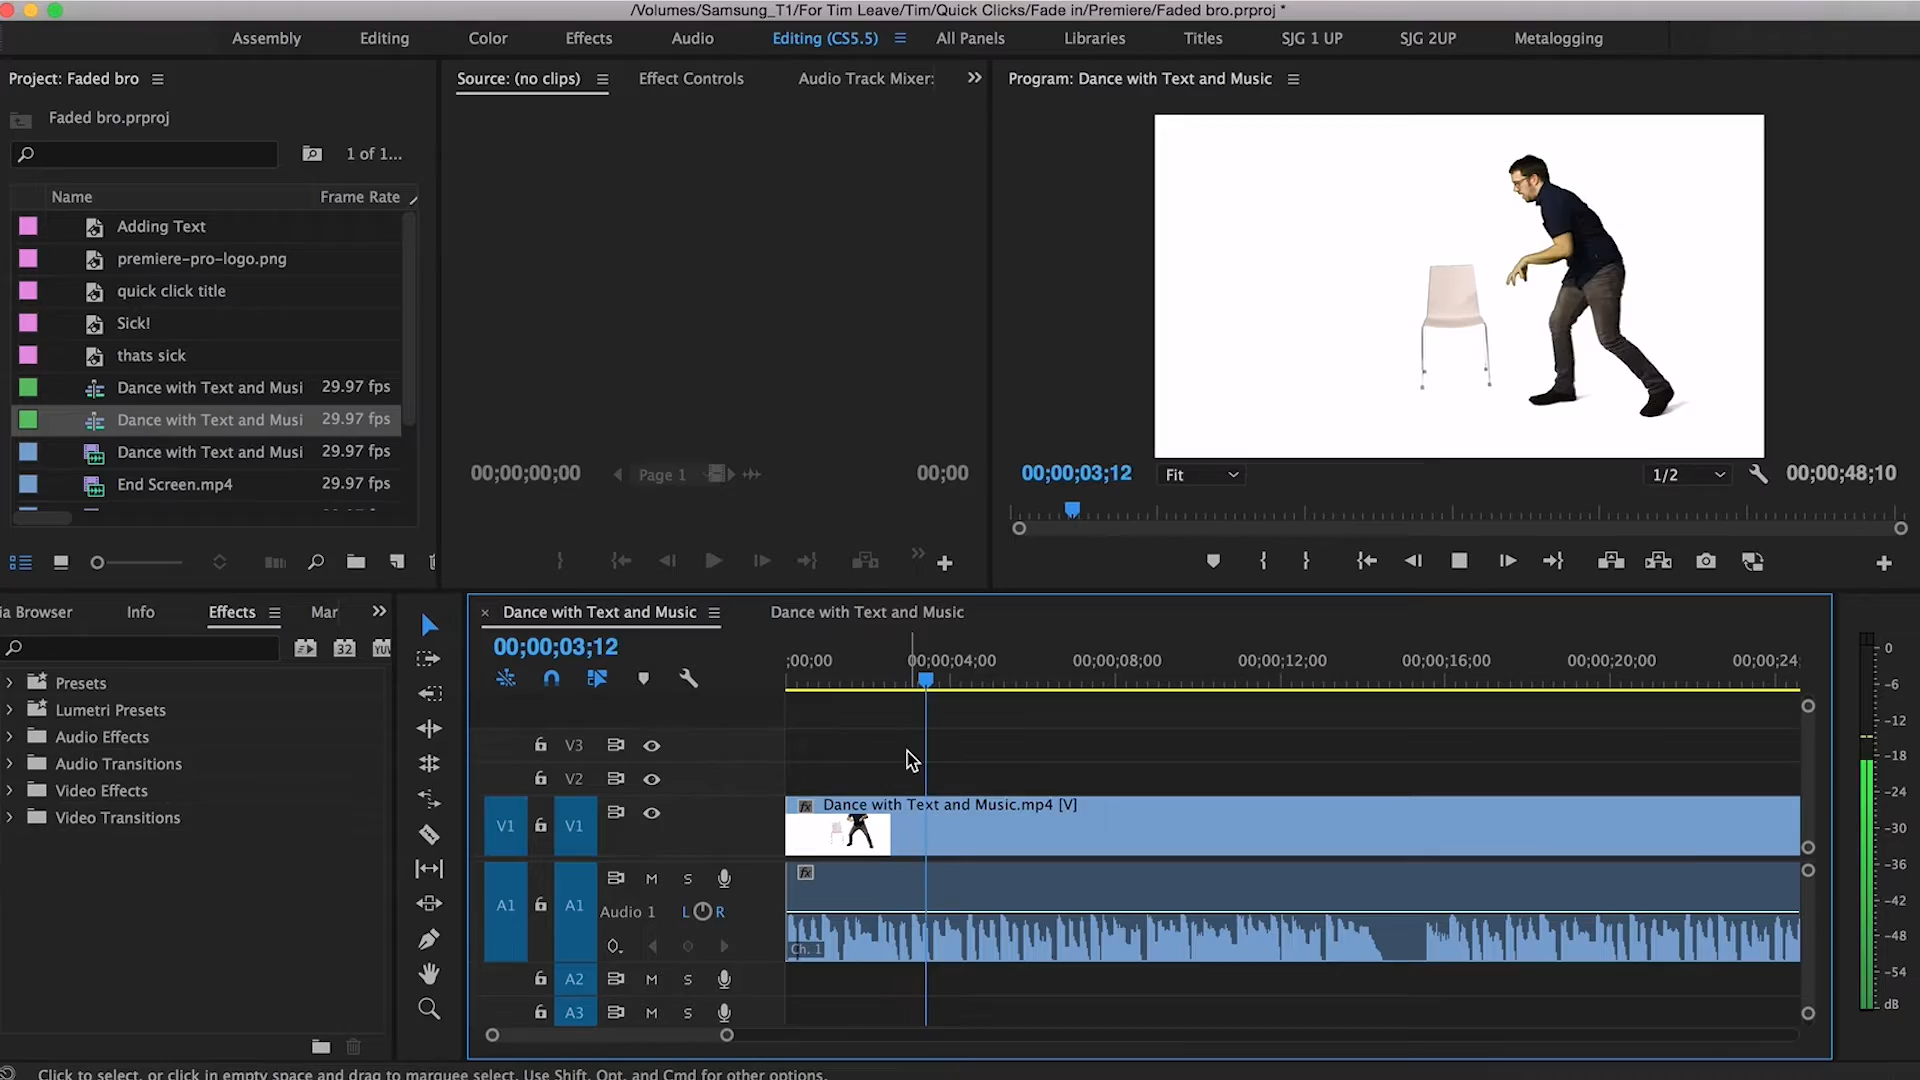 /Volumes/Samsung_T1/For Tim Leave/Tim/Quick Clicks/Fade in/Premiere/Faded bro.prproj *
Assembly
Editing
Color
Effects
Audio
Editing (CS5.5)
All Panels
Libraries
Titles
SJG 1 UP
SJG 2UP
Metalogging
Project: Faded bro
Faded bro.prproj
1 of 1...
Name
Frame Rate
Adding Text
premiere-pro-logo.png
quick click title
Sick!
thats sick
Dance with Text and Musi 29.97 fps
Dance with Text and Musi 29.97 fps
Dance with Text and Musi 29.97 fps
End Screen.mp4 29.97 fps
Source: (no clips)
Effect Controls
Audio Track Mixer:
00;00;00;00
Page 1
00;00
Program: Dance with Text and Music
00;00;03;12
Fit
1/2
00;00;48;10
ia Browser
Info
Effects
Mar
32
YUV
Presets
Lumetri Presets
Audio Effects
Audio Transitions
Video Effects
Video Transitions
Dance with Text and Music
Dance with Text and Music
00;00;03;12
;00;00
00;00;04;00
00;00;08;00
00;00;12;00
00;00;16;00
00;00;20;00
00;00;24;
V3
V2
V1
V1
fx Dance with Text and Music.mp4 [V]
A1
A1
M
S
fx
Audio 1
L
R
Ch. 1
A2
M
S
A3
M
S
0
-6
-12
-18
-24
-30
-36
-42
-48
-54
dB
Click to select, or click in empty space and drag to marquee select. Use Shift, Opt, and Cmd for other options.